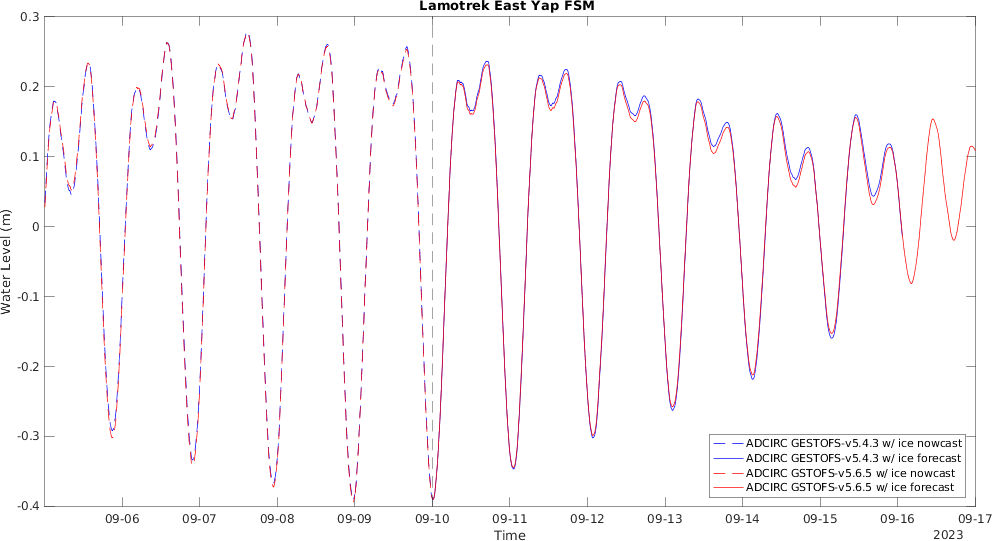 Lamotrek East Yap FSM
0.3
0.2
0.1
0
-0.1
-0.2
-0.3
-0.4
Water Level (m)
ADCIRC GESTOFS-v5.4.3 w/ ice nowcast
ADCIRC GESTOFS-v5.4.3 w/ ice forecast
ADCIRC GSTOFS-v5.6.5 w/ ice nowcast
ADCIRC GSTOFS-v5.6.5 w/ ice forecast
09-06 09-07 09-08 09-09 09-10 09-11 09-12 09-13 09-14 09-15 09-16 09-17
Time
2023